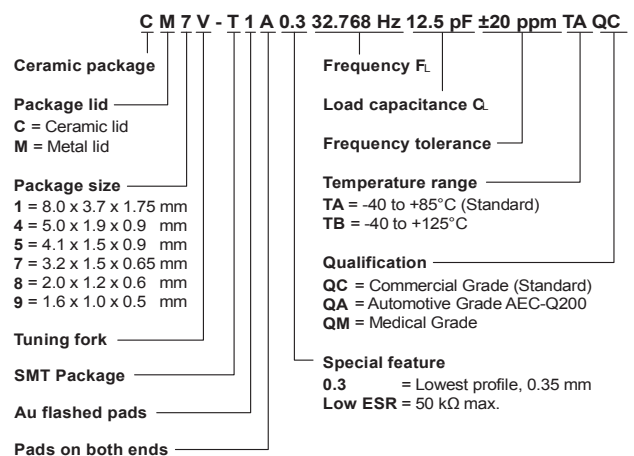 C M 7 V - T 1 A 0.3 32.768 Hz 12.5 pF ±20 ppm TA QC
Ceramic package
Package lid
C = Ceramic lid
M = Metal lid
Package size
1 = 8.0 x 3.7 x 1.75 mm
4 = 5.0 x 1.9 x 0.9 mm
5 = 4.1 x 1.5 x 0.9 mm
7 = 3.2 x 1.5 x 0.65 mm
8 = 2.0 x 1.2 x 0.6 mm
9 = 1.6 x 1.0 x 0.5 mm
Tuning fork
SMT Package
Au flashed pads
Pads on both ends
Frequency FL
Load capacitance CL
Frequency tolerance
Temperature range
TA = -40 to +85°C (Standard)
TB = -40 to +125°C
Qualification
QC = Commercial Grade (Standard)
QA = Automotive Grade AEC-Q200
QM = Medical Grade
Special feature
0.3 = Lowest profile, 0.35 mm
Low ESR = 50 kΩ max.